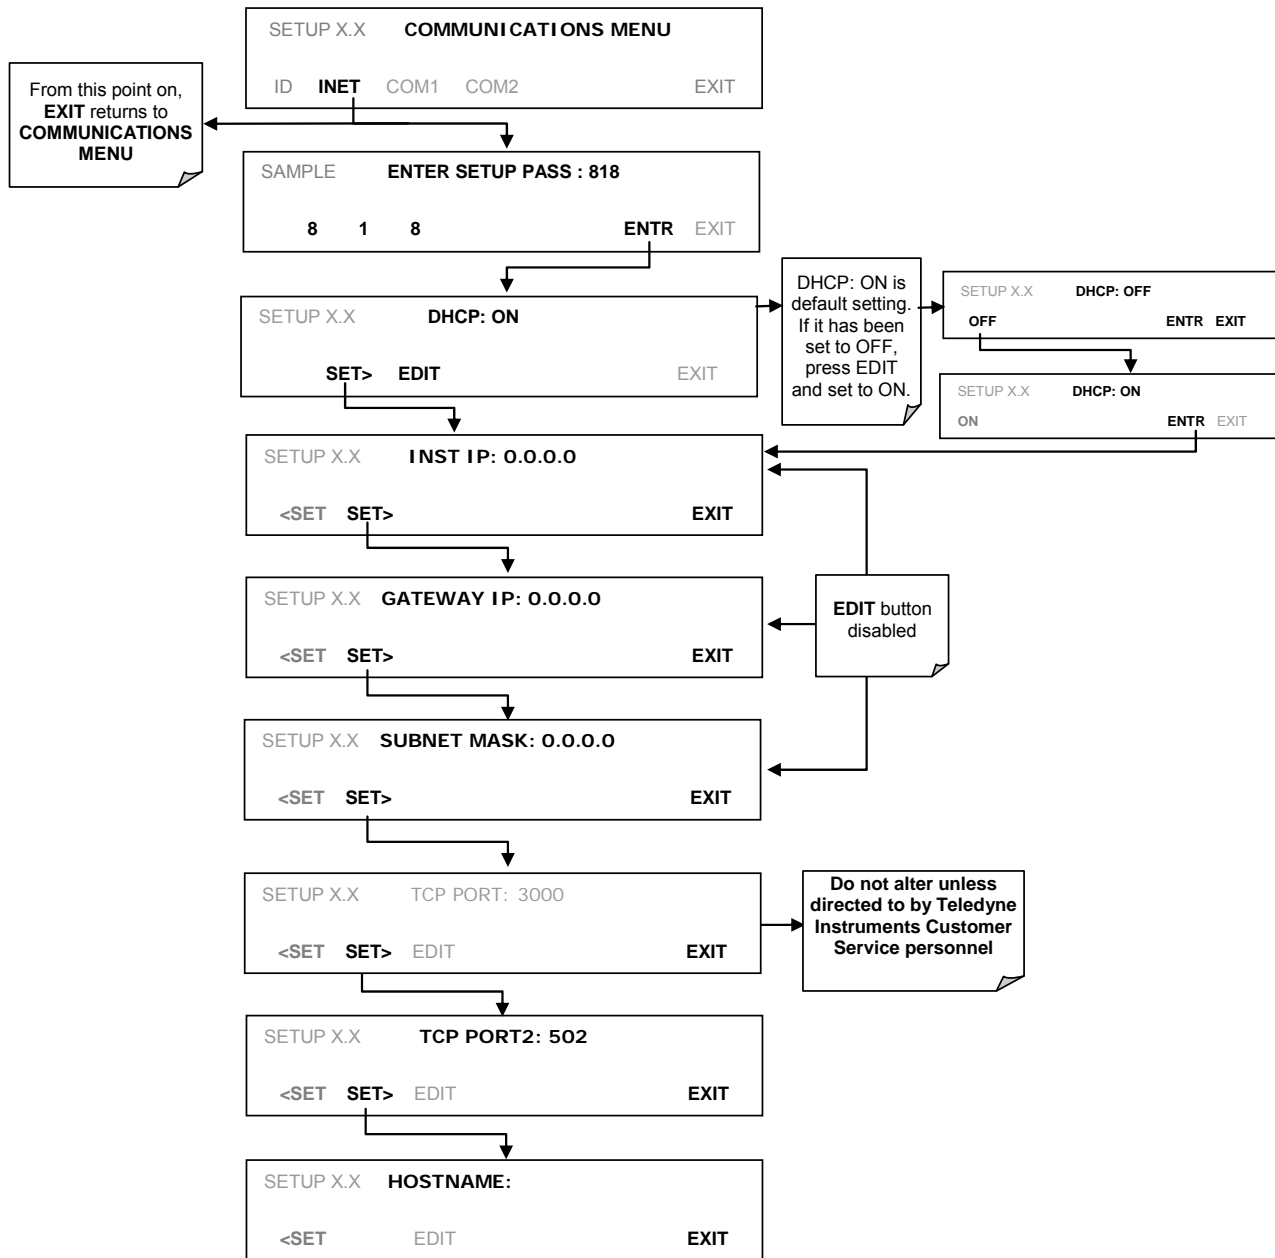 SETUP X.X COMMUNICATIONS MENU
ID INET COM1 COM2 EXIT
From this point on,
EXIT returns to
COMMUNICATIONS
MENU
SAMPLE ENTER SETUP PASS : 818
8 1 8 ENTR EXIT
SETUP X.X DHCP: ON
SET> EDIT EXIT
DHCP: ON is
default setting.
If it has been
set to OFF,
press EDIT
and set to ON.
SETUP X.X DHCP: OFF
OFF ENTR EXIT
SETUP X.X DHCP: ON
ON ENTR EXIT
SETUP X.X INST IP: 0.0.0.0
<SET SET> EXIT
SETUP X.X GATEWAY IP: 0.0.0.0
<SET SET> EXIT
EDIT button
disabled
SETUP X.X SUBNET MASK: 0.0.0.0
<SET SET> EXIT
SETUP X.X TCP PORT: 3000
<SET SET> EDIT EXIT
Do not alter unless
directed to by Teledyne
Instruments Customer
Service personnel
SETUP X.X TCP PORT2: 502
<SET SET> EDIT EXIT
SETUP X.X HOSTNAME:
<SET EDIT EXIT